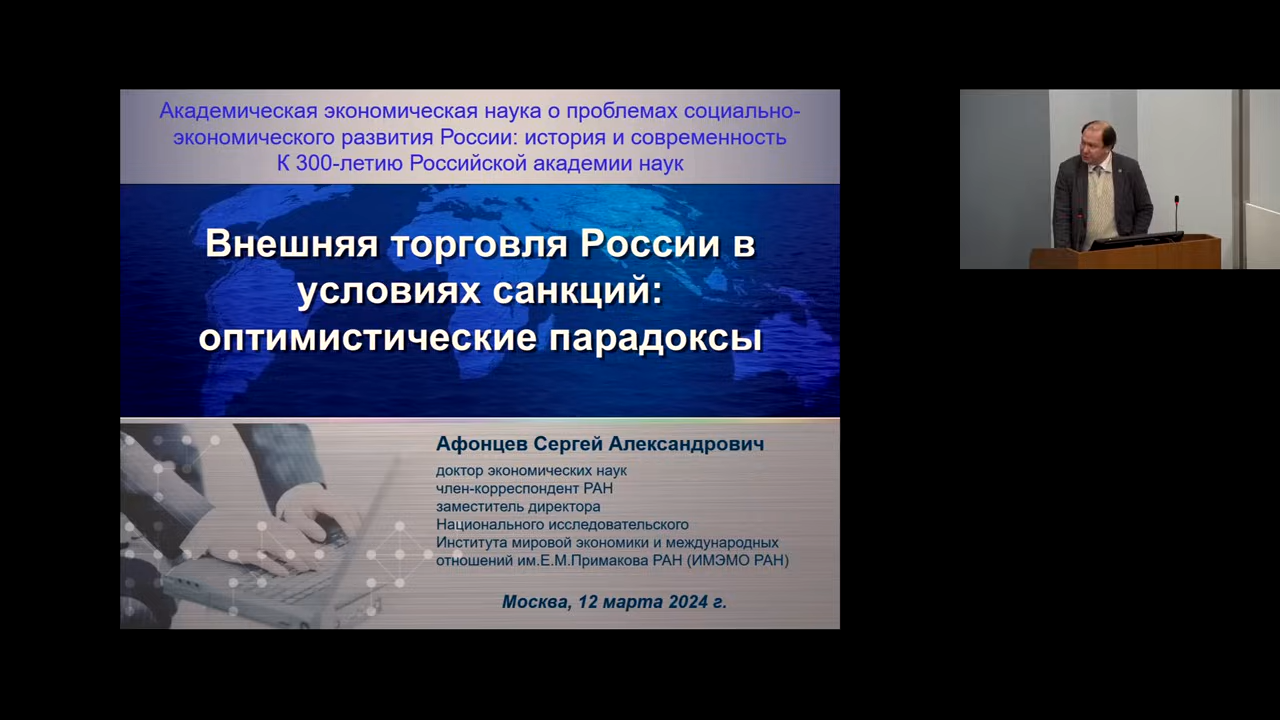 Академическая экономическая наука о проблемах социально-
экономического развития России: история и современность
К 300-летию Российской академии наук
Внешняя торговля России в
условиях санкций:
оптимистические парадоксы
Афонцев Сергей Александрович
доктор экономических наук
член-корреспондент РАН
заместитель директора
Национального исследовательского
Института мировой экономики и международных
отношений им.Е.М.Примакова РАН (ИМЭМО РАН)
Москва, 12 марта 2024 г.